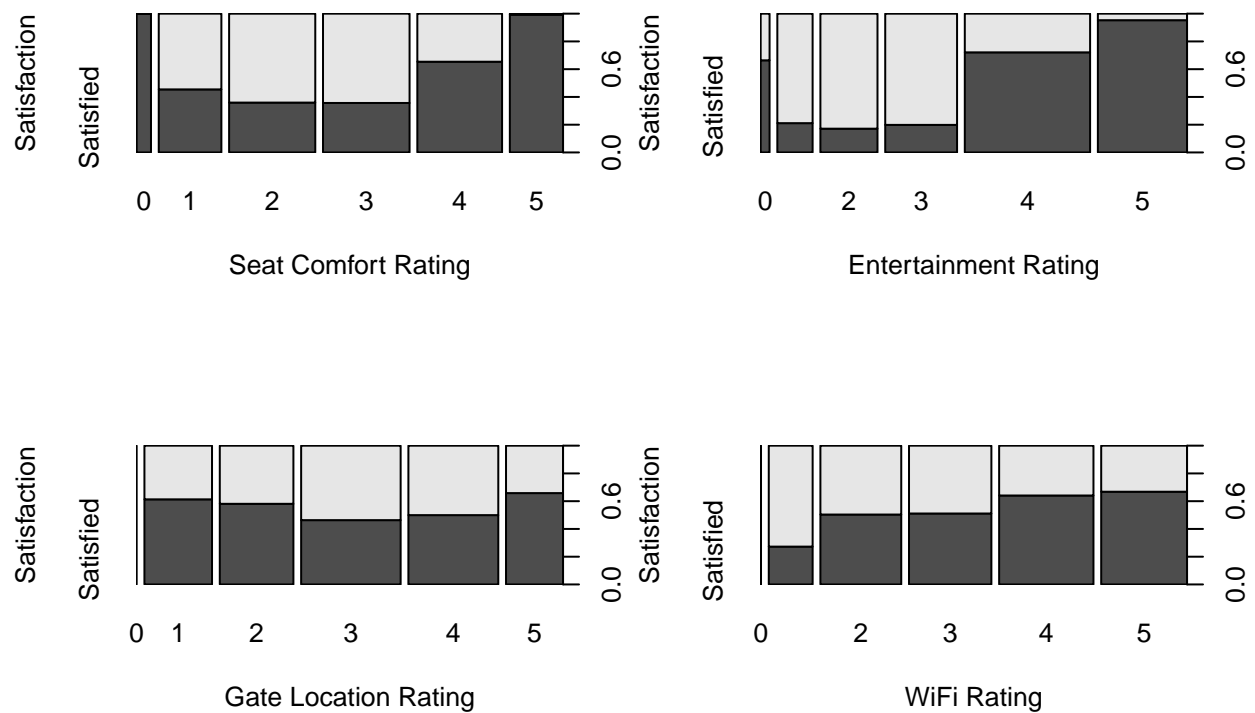 Satisfaction
Satisfied
0.0 0.6
0 1 2 3 4 5
Seat Comfort Rating
Satisfaction
Satisfied
0.0 0.6
0 2 3 4 5
Entertainment Rating
Satisfaction
Satisfied
0.0 0.6
0 1 2 3 4 5
Gate Location Rating
Satisfaction
Satisfied
0.0 0.6
0 2 3 4 5
WiFi Rating